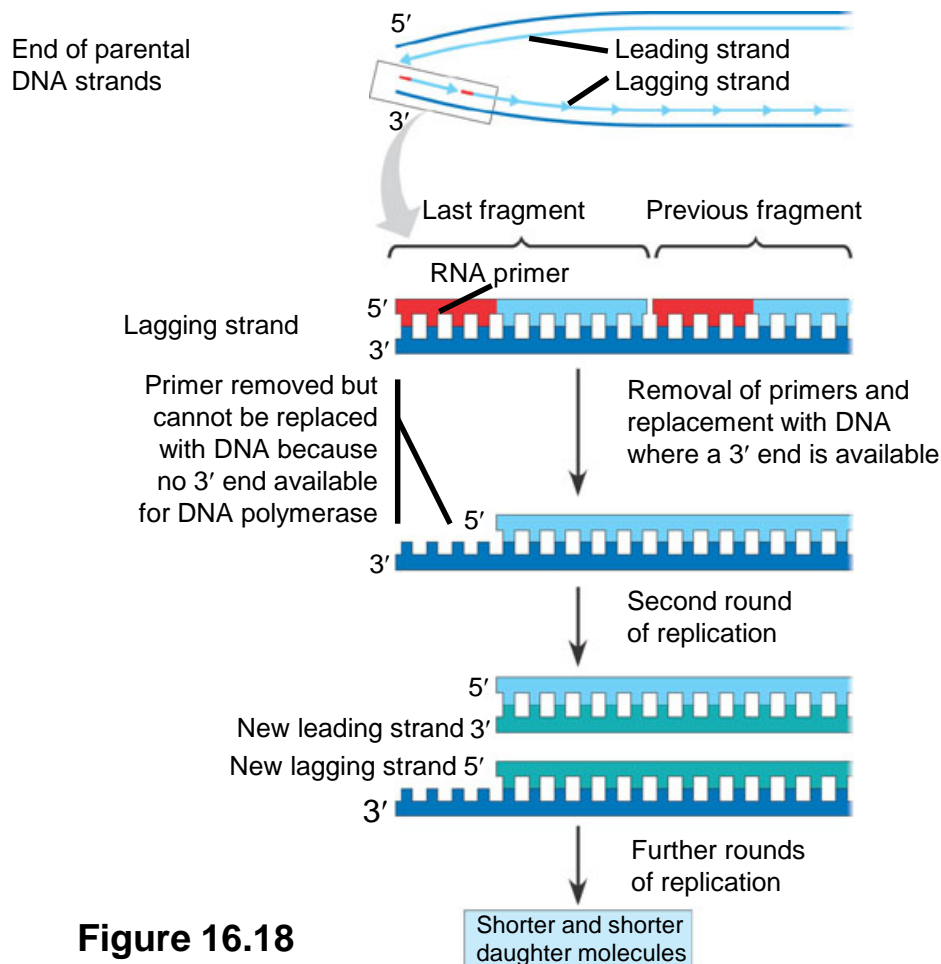 5′
End of parental
DNA strands
Leading strand
Lagging strand
3′
Last fragment
Previous fragment
RNA primer
5′
Lagging strand
3′
Primer removed but
cannot be replaced
with DNA because
no 3′ end available
for DNA polymerase
Removal of primers and
replacement with DNA
where a 3′ end is available
5′
3′
Second round
of replication
5′
New leading strand 3′
New lagging strand 5′
3′
Further rounds
of replication
Figure 16.18
Shorter and shorter
daughter molecules